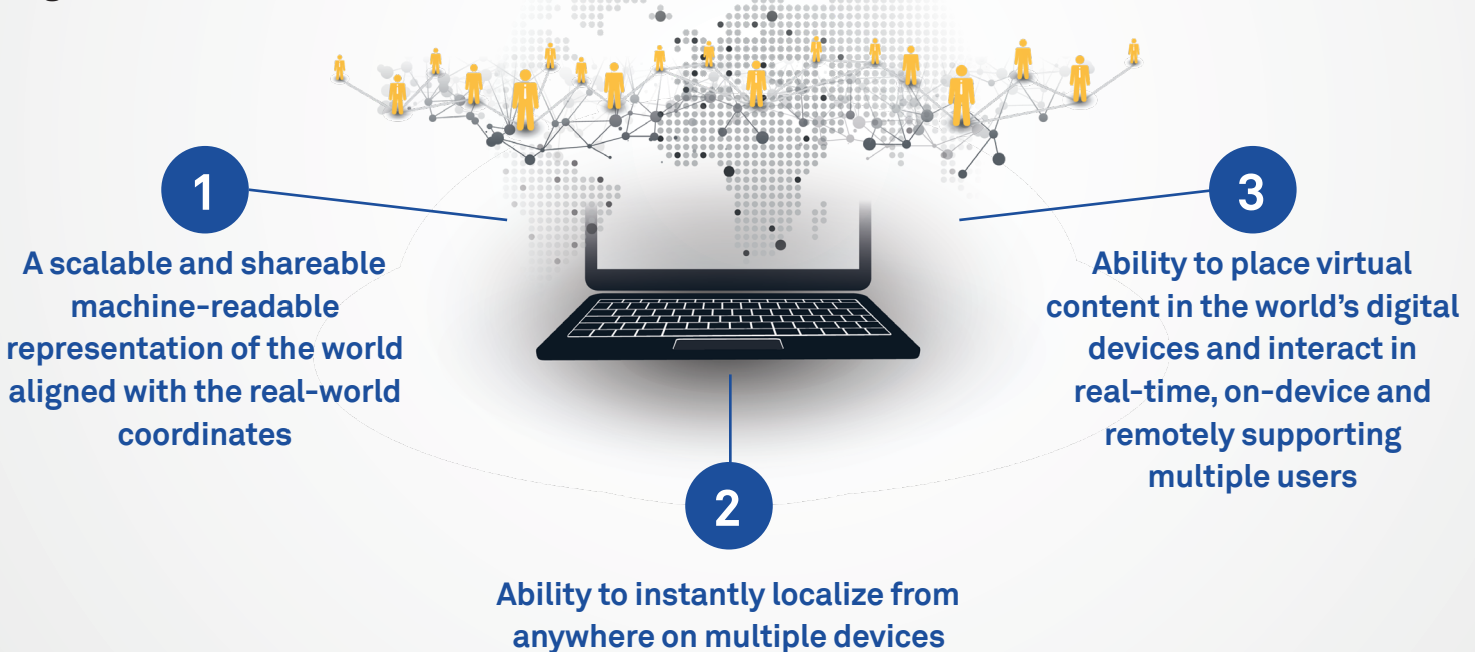 1
A scalable and shareable
machine-readable
representation of the world
aligned with the real-world
coordinates
2
Ability to instantly localize from
anywhere on multiple devices
3
Ability to place virtual
content in the world’s digital
devices and interact in
real-time, on-device and
remotely supporting
multiple users